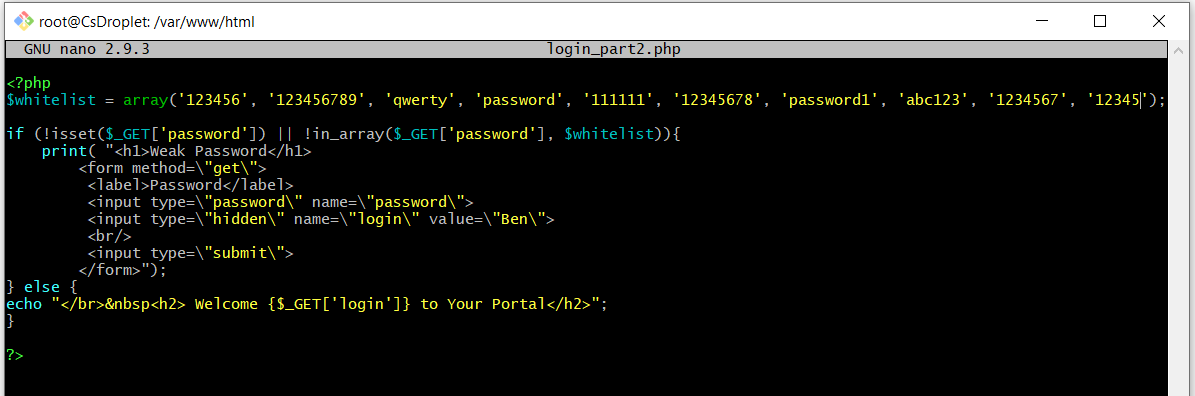 root@CsDroplet: /var/www/html
GNU nano 2.9.3 login_part2.php
<?php
$whitelist = array('123456', '123456789', 'qwerty', 'password', '111111', '12345678', 'password1', 'abc123', '1234567', '12345');
if (!isset($_GET['password']) || !in_array($_GET['password'], $whitelist)){
    print( "<h1>Weak Password</h1>
        <form method=\"get\">
         <label>Password</label>
         <input type=\"password\" name=\"password\">
         <input type=\"hidden\" name=\"login\" value=\"Ben\">
         <br/>
         <input type=\"submit\">
        </form>");
} else {
echo "</br>&nbsp<h2> Welcome {$_GET['login']} to Your Portal</h2>";
}
?>